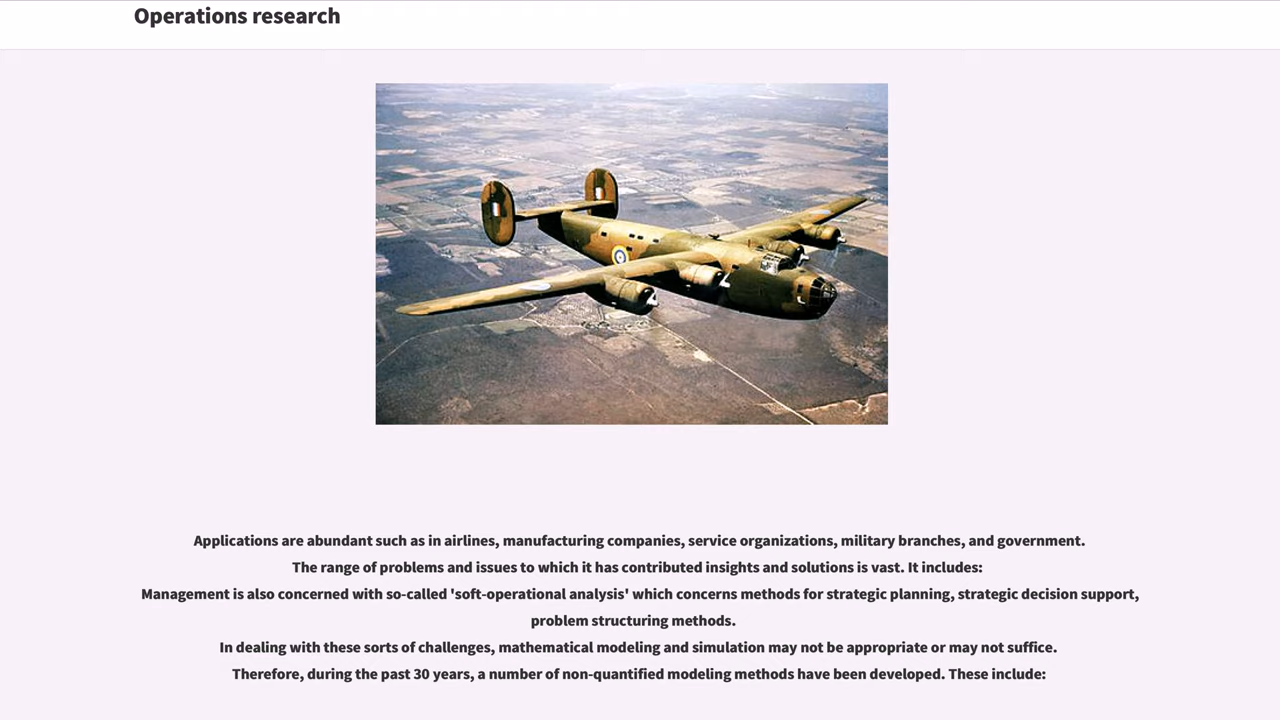 Operations research
Applications are abundant such as in airlines, manufacturing companies, service organizations, military branches, and government.
The range of problems and issues to which it has contributed insights and solutions is vast. It includes:
Management is also concerned with so-called 'soft-operational analysis' which concerns methods for strategic planning, strategic decision support,
problem structuring methods.
In dealing with these sorts of challenges, mathematical modeling and simulation may not be appropriate or may not suffice.
Therefore, during the past 30 years, a number of non-quantified modeling methods have been developed. These include: